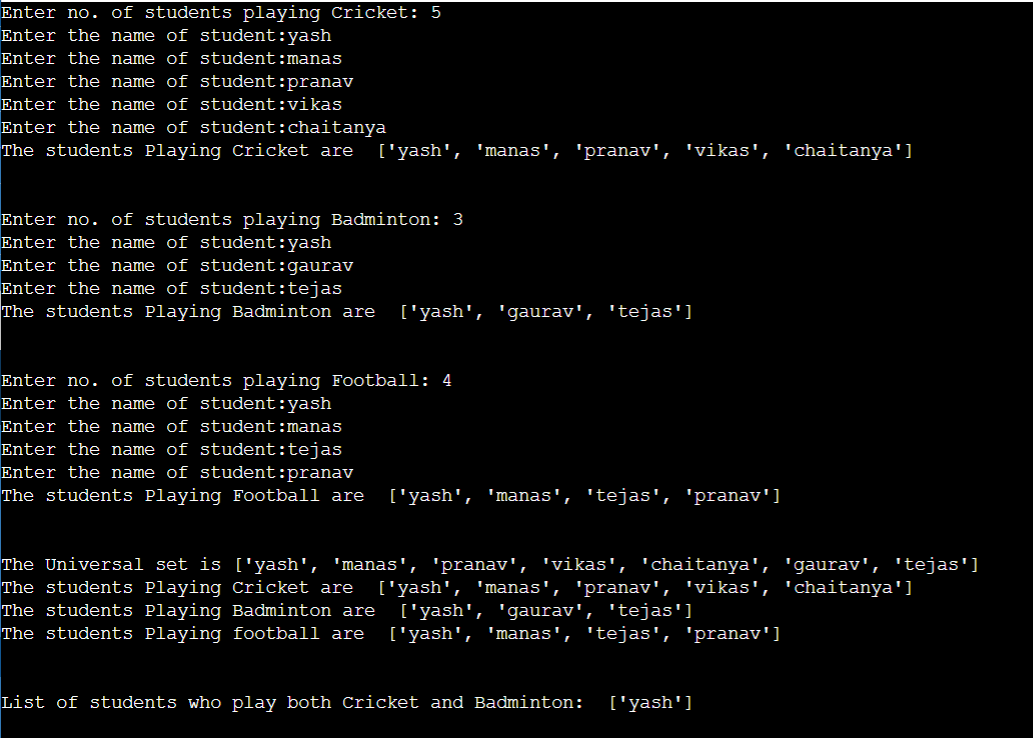 Enter no. of students playing Cricket: 5
Enter the name of student:yash
Enter the name of student:manas
Enter the name of student:pranav
Enter the name of student:vikas
Enter the name of student:chaitanya
The students Playing Cricket are  ['yash', 'manas', 'pranav', 'vikas', 'chaitanya']
Enter no. of students playing Badminton: 3
Enter the name of student:yash
Enter the name of student:gaurav
Enter the name of student:tejas
The students Playing Badminton are  ['yash', 'gaurav', 'tejas']
Enter no. of students playing Football: 4
Enter the name of student:yash
Enter the name of student:manas
Enter the name of student:tejas
Enter the name of student:pranav
The students Playing Football are  ['yash', 'manas', 'tejas', 'pranav']
The Universal set is ['yash', 'manas', 'pranav', 'vikas', 'chaitanya', 'gaurav', 'tejas']
The students Playing Cricket are  ['yash', 'manas', 'pranav', 'vikas', 'chaitanya']
The students Playing Badminton are  ['yash', 'gaurav', 'tejas']
The students Playing football are  ['yash', 'manas', 'tejas', 'pranav']
List of students who play both Cricket and Badminton:  ['yash']